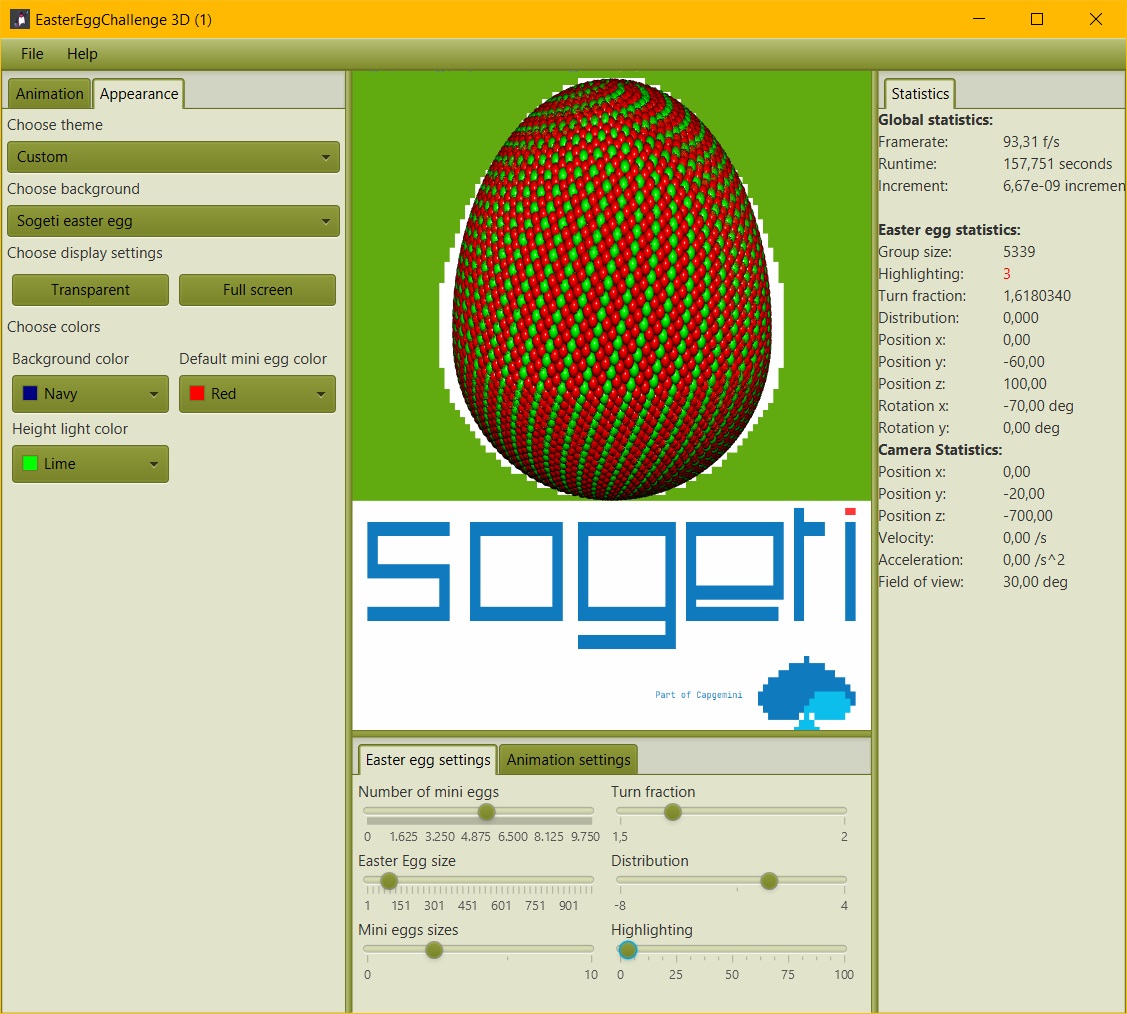 EasterEggChallenge 3D (1)
File Help
Animation Appearance
Choose theme
Custom
Choose background
Sogeti easter egg
Choose display settings
Transparent Full screen
Choose colors
Background color Default mini egg color
Navy Red
Height light color
Lime
sogeti
Part of Capgemini
Easter egg settings Animation settings
Number of mini eggs
0 1.625 3.250 4.875 6.500 8.125 9.750
Easter Egg size
1 151 301 451 601 751 901
Mini eggs sizes
0 10
Turn fraction
1,5 2
Distribution
-8 4
Highlighting
0 25 50 75 100
Statistics
Global statistics:
Framerate: 93,31 f/s
Runtime: 157,751 seconds
Increment: 6,67e-09 incremen
Easter egg statistics:
Group size: 5339
Highlighting: 3
Turn fraction: 1,6180340
Distribution: 0,000
Position x: 0,00
Position y: -60,00
Position z: 100,00
Rotation x: -70,00 deg
Rotation y: 0,00 deg
Camera Statistics:
Position x: 0,00
Position y: -20,00
Position z: -700,00
Velocity: 0,00 /s
Acceleration: 0,00 /s^2
Field of view: 30,00 deg